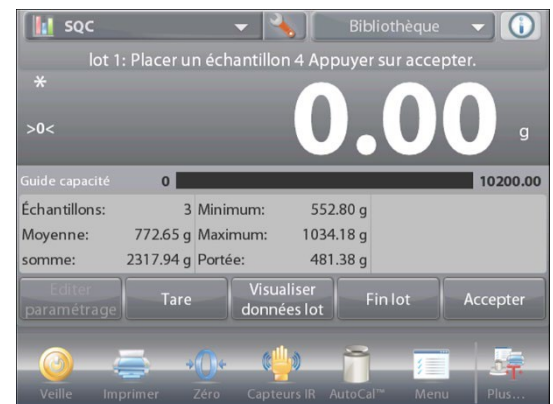 SQC Bibliothèque
lot 1: Placer un échantillon 4 Appuyer sur accepter.
*
>0< 0.00 g
Guide capacité 0 10200.00
Échantillons: 3 Minimum: 552.80 g
Moyenne: 772.65 g Maximum: 1034.18 g
somme: 2317.94 g Portée: 481.38 g
Éditer paramétrage Tare Visualiser données lot Fin lot Accepter
Veille Imprimer Zéro Capteurs IR AutoCal™ Menu Plus...